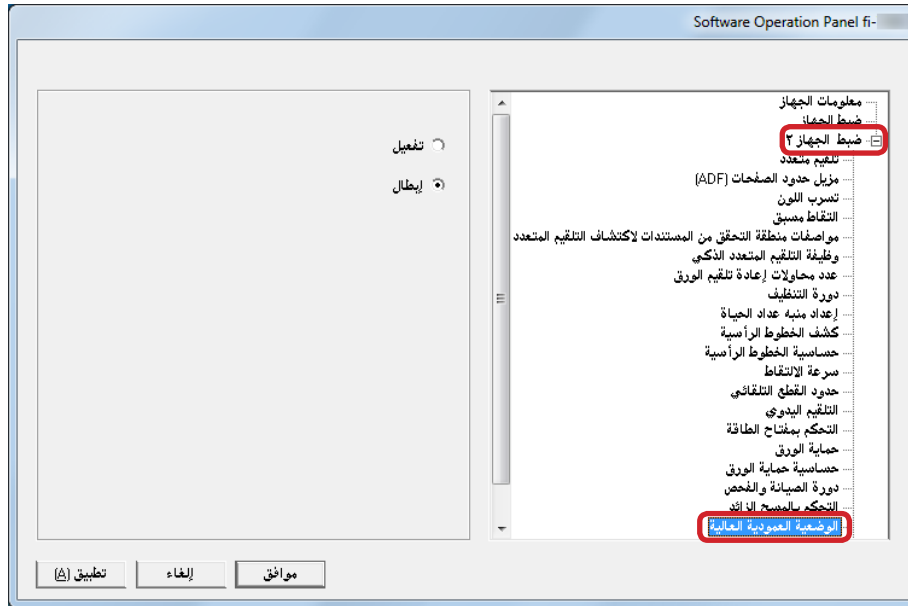 Software Operation Panel fi-
معلومات الجهاز
ضبط الجهاز
ضبط الجهاز ٢
تلقيم متعدد
مزيل حدود الصفحات (ADF)
تسرب اللون
التقاط مسبق
مواصفات منطقة التحقق من المستندات لاكتشاف التلقيم المتعدد
وظيفة التلقيم المتعدد الذكي
عدد محاولات إعادة تلقيم الورق
دورة التنظيف
إعداد منبه عداد الحياة
كشف الخطوط الرأسية
حساسية الخطوط الرأسية
سرعة الالتقاط
حدود القطع التلقائي
التلقيم اليدوي
التحكم بمفتاح الطاقة
حماية الورق
حساسية حماية الورق
دورة الصيانة والفحص
التحكم بالمسح الزائد
الوضعية العمودية العالية
تفعيل
إبطال
موافق
إلغاء
تطبيق (A)